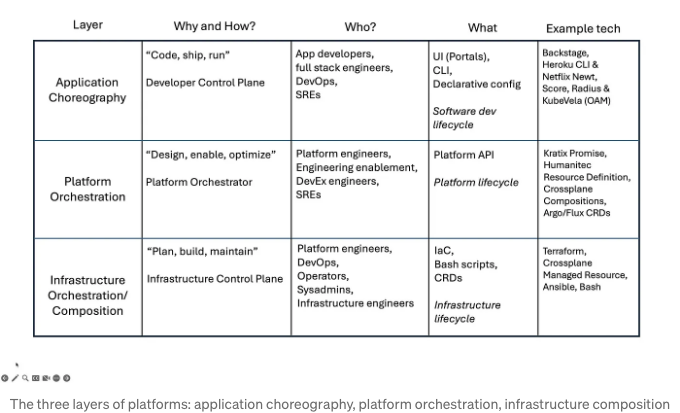 Layer
Why and How?
Who?
What
Example tech
Application
Choreography
“Code, ship, run”
Developer Control Plane
App developers,
full stack engineers,
DevOps,
SREs
UI (Portals),
CLI,
Declarative config
Software dev
lifecycle
Backstage,
Heroku CLI &
Netflix Newt,
Score, Radius &
KubeVela (OAM)
Platform
Orchestration
“Design, enable, optimize”
Platform Orchestrator
Platform engineers,
Engineering enablement,
DevEx engineers,
SREs
Platform API
Platform lifecycle
Kratix Promise,
Humanitec
Resource Definition,
Crossplane
Compositions,
Argo/Flux CRDs
Infrastructure
Orchestration/
Composition
“Plan, build, maintain”
Infrastructure Control Plane
Platform engineers,
DevOps,
Operators,
Sysadmins,
Infrastructure engineers
IaC,
Bash scripts,
CRDs
Infrastructure
lifecycle
Terraform,
Crossplane
Managed Resource,
Ansible, Bash
The three layers of platforms: application choreography, platform orchestration, infrastructure composition